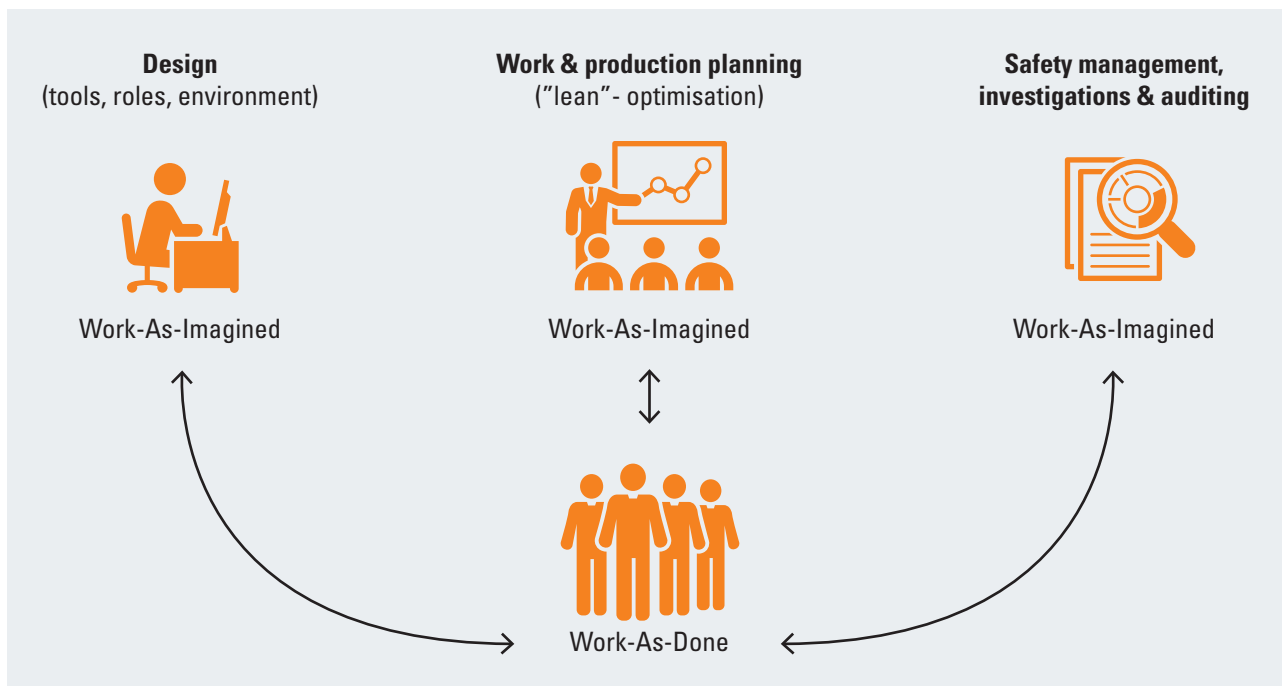 Design
(tools, roles, environment)
Work & production planning
(”lean”- optimisation)
Safety management,
investigations & auditing
Work-As-Imagined
Work-As-Imagined
Work-As-Imagined
Work-As-Done